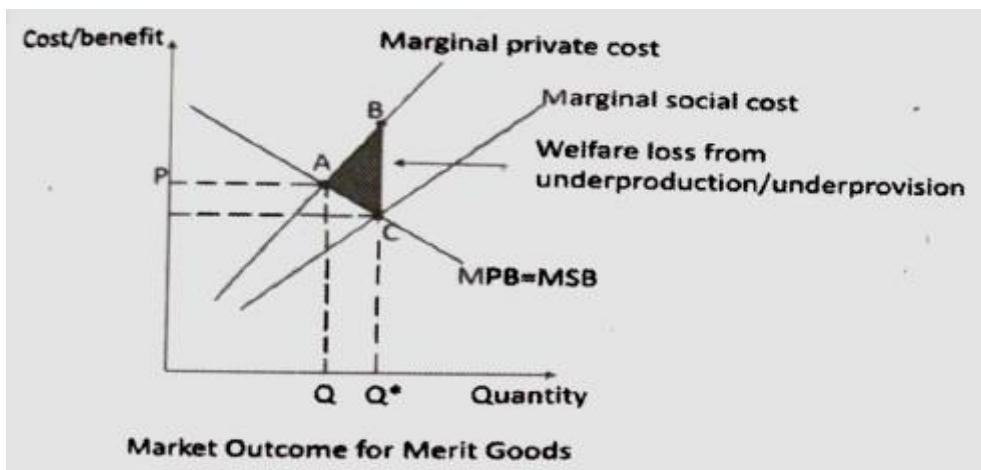 Cost/benefit
Marginal private cost
Marginal social cost
B
Welfare loss from
underproduction/underprovision
A
P
C
MPB=MSB
Q Q* Quantity
Market Outcome for Merit Goods